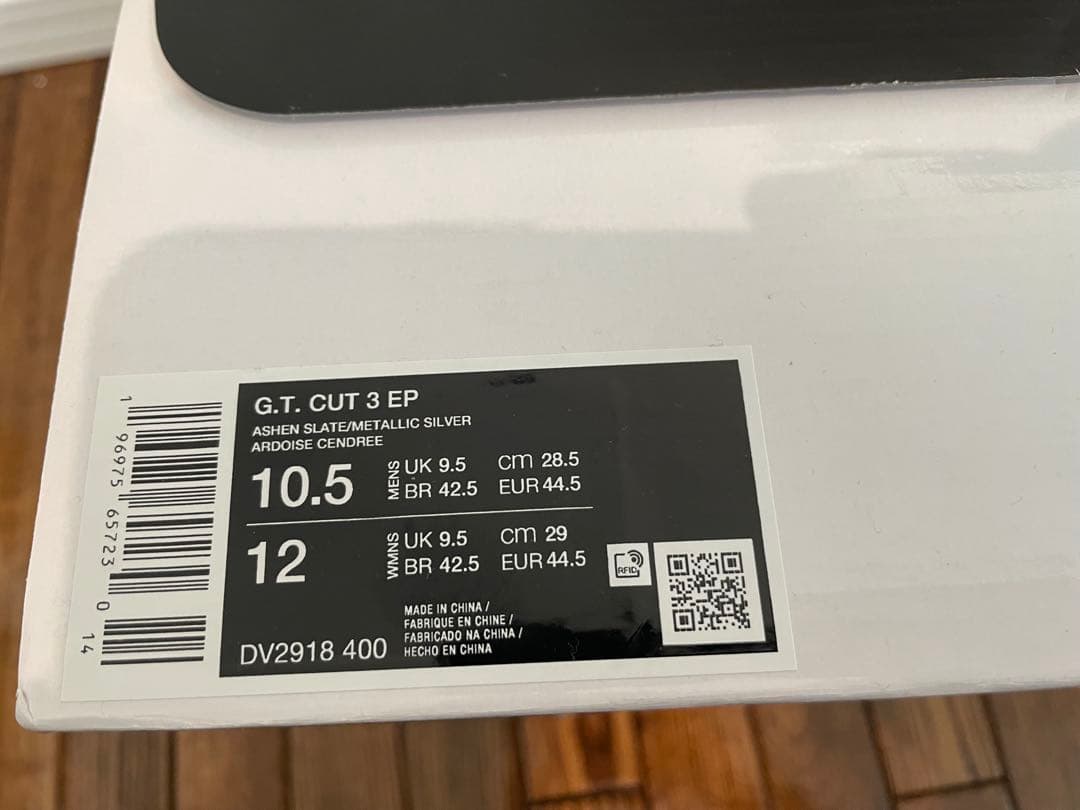 G.T. CUT 3 EP
ASHEN SLATE/METALLIC SILVER
ARDOISE CENDREE
10.5 MENS UK 9.5 cm 28.5
BR 42.5 EUR 44.5
12 WMNS UK 9.5 cm 29
BR 42.5 EUR 44.5
RFID
MADE IN CHINA /
FABRIQUE EN CHINE /
FABRICADO NA CHINA /
HECHO EN CHINA
DV2918 400
1 96975 65723 0 14